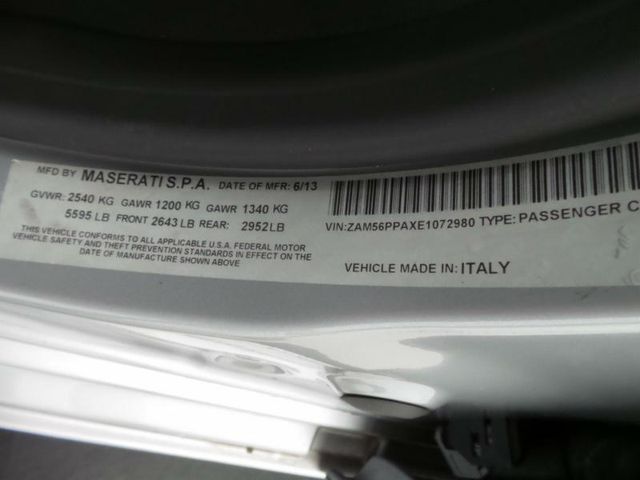 MFD BY MASERATI S.P.A. DATE OF MFR: 6/13
GVWR: 2540 KG GAWR 1200 KG GAWR 1340 KG
5595 LB FRONT 2643 LB REAR: 2952 LB
THIS VEHICLE CONFORMS TO ALL APPLICABLE U.S.A. FEDERAL MOTOR
VEHICLE SAFETY AND THEFT PREVENTION STANDARDS IN EFFECT ON THE
DATE OF MANUFACTURE SHOWN ABOVE
VIN: ZAM56PPAXE1072980 TYPE: PASSENGER C
VEHICLE MADE IN: ITALY